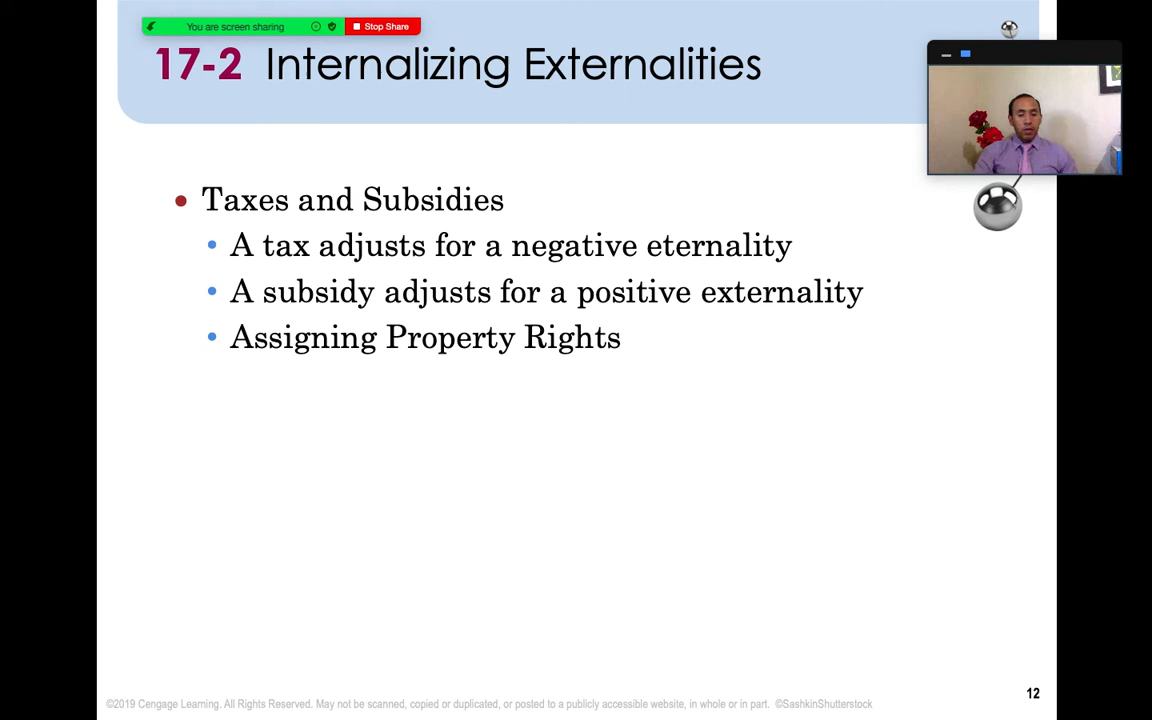 You are screen sharing Stop Share
17-2 Internalizing Externalities
• Taxes and Subsidies
• A tax adjusts for a negative eternality
• A subsidy adjusts for a positive externality
• Assigning Property Rights
12
©2019 Cengage Learning. All Rights Reserved. May not be scanned, copied or duplicated, or posted to a publicly accessible website, in whole or in part. ©SashkinShutterstock